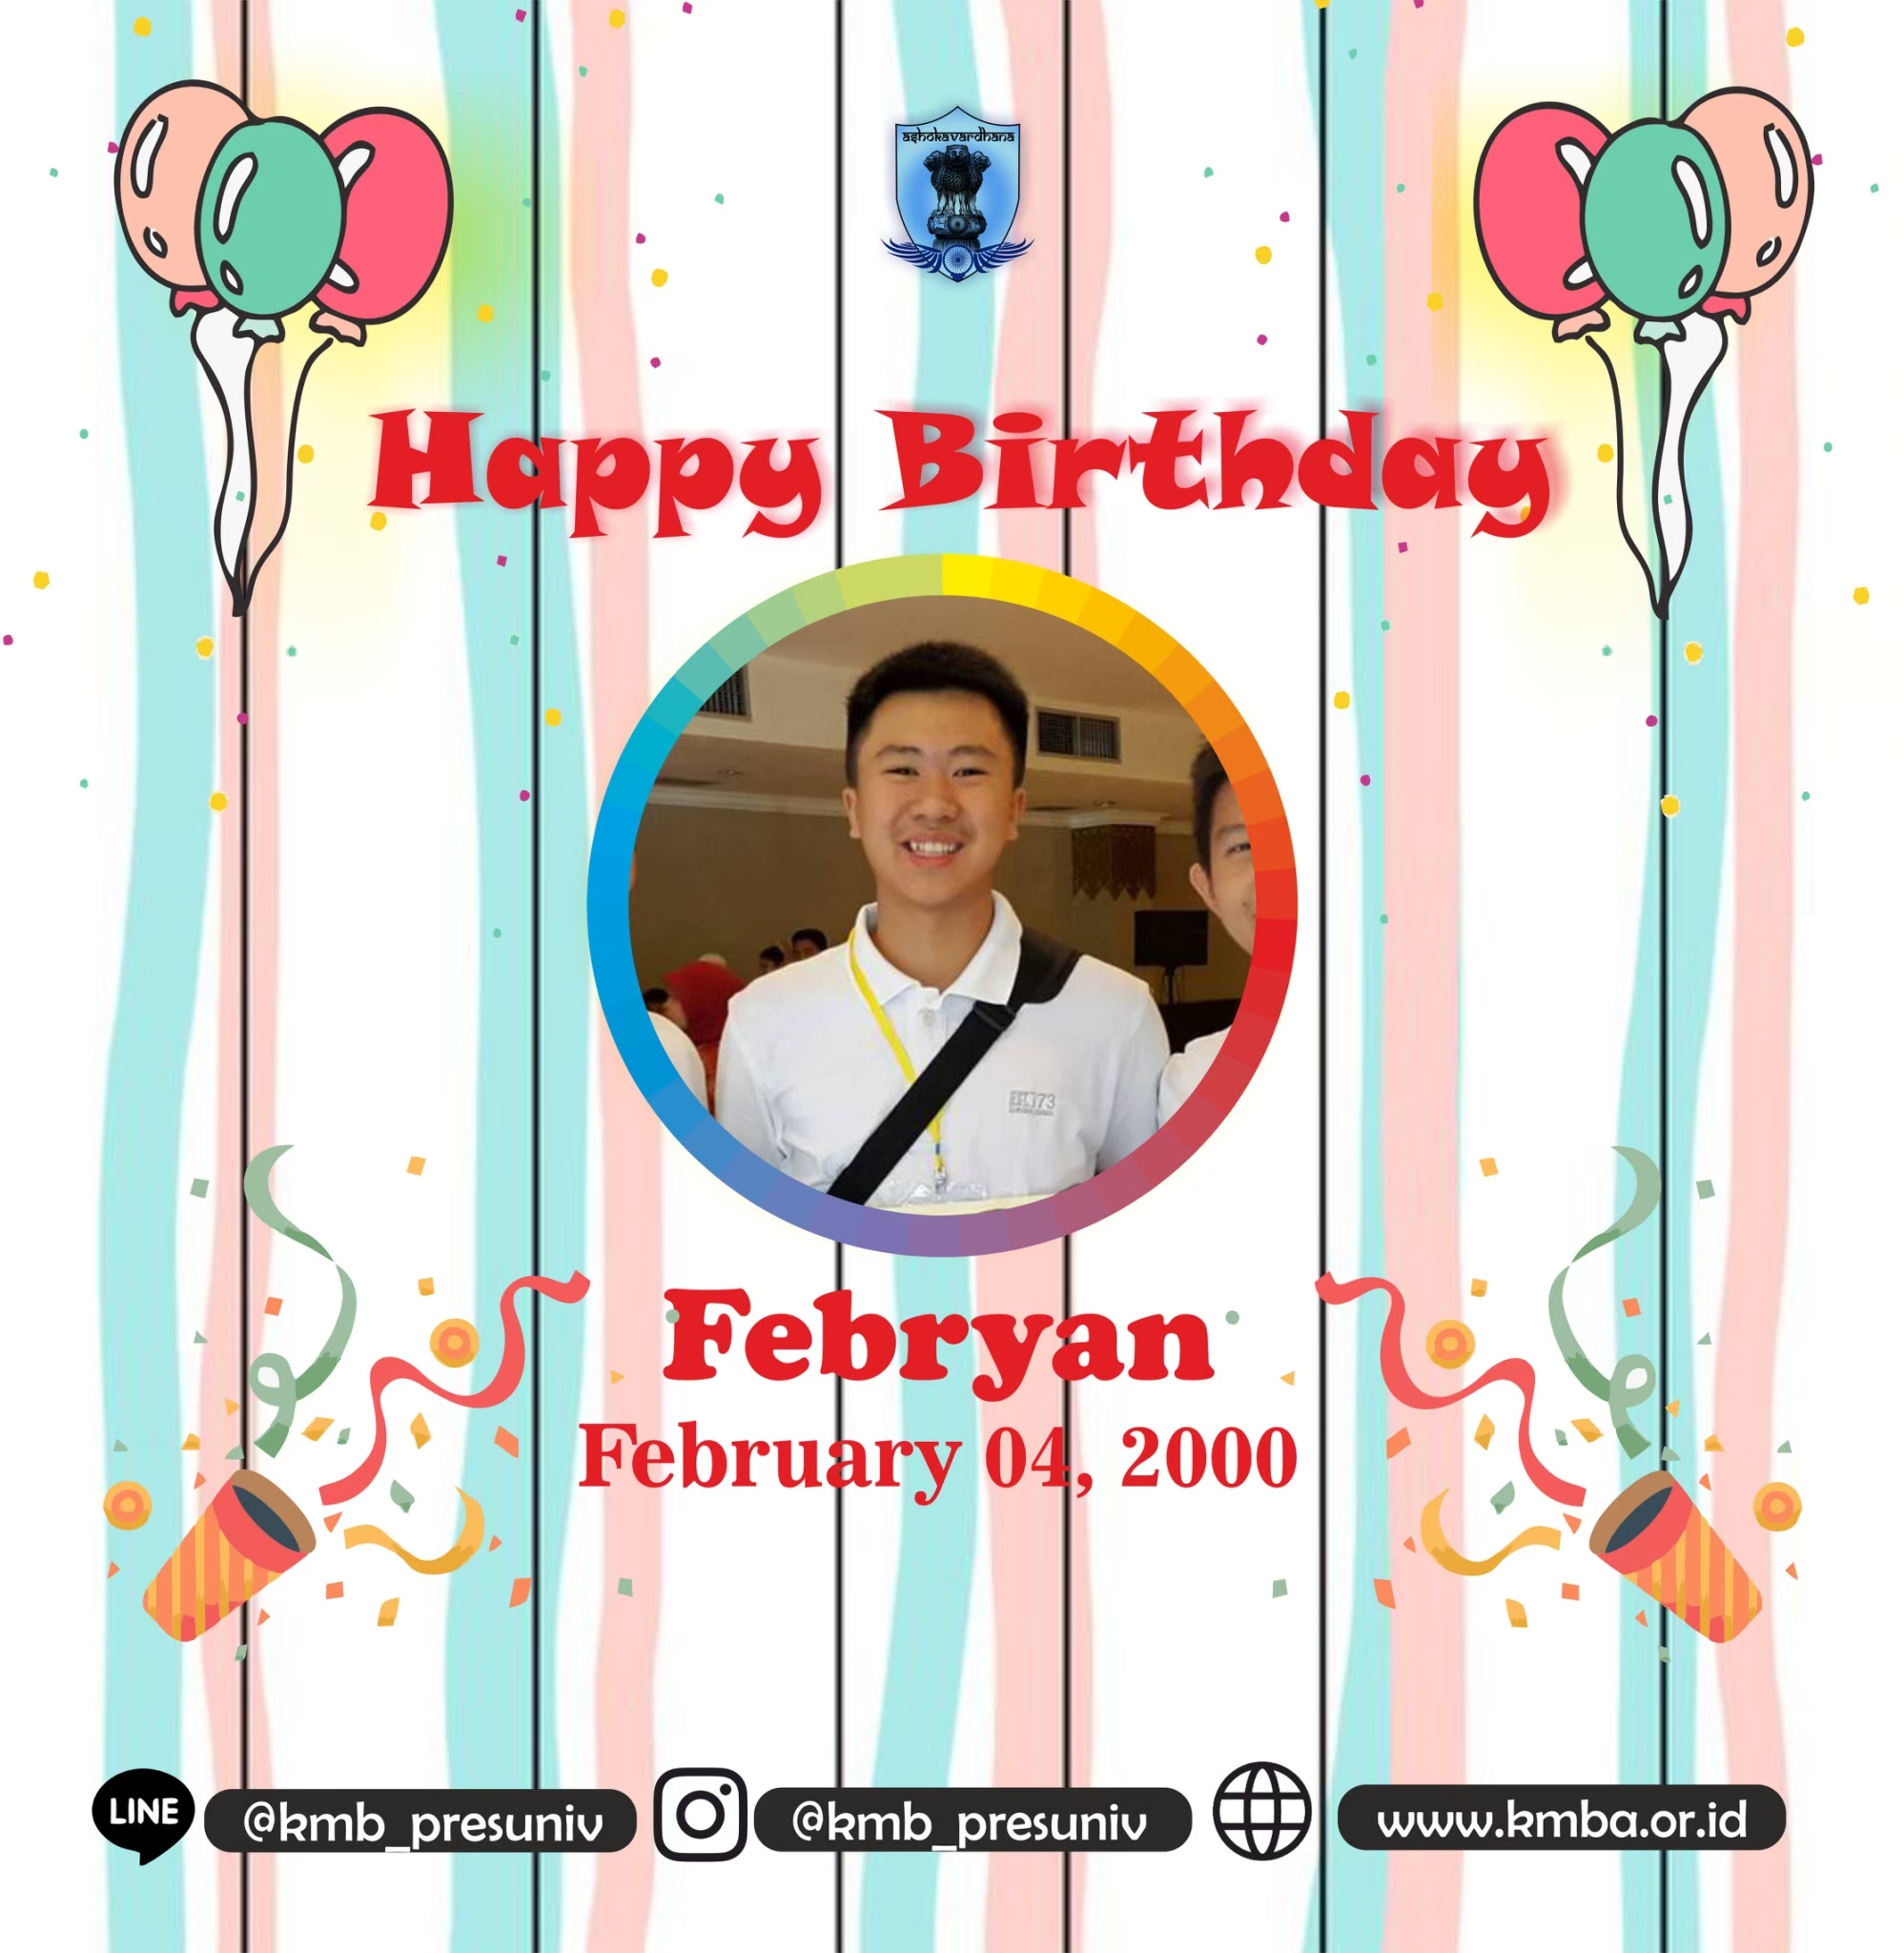 ashokavardhana
Happy Birthday
Febryan
February 04, 2000
LINE
@kmb_presuniv
@kmb_presuniv
www.kmba.or.id